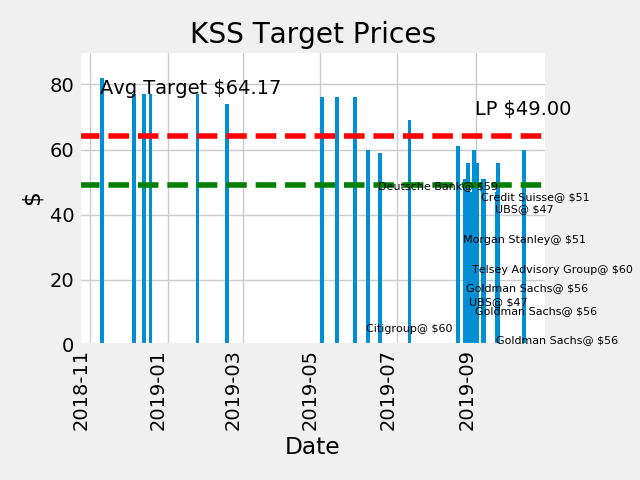 KSS Target Prices
Avg Target $64.17
LP $49.00
80
60
40
20
0
$
Deutsche Bank@ $59
Credit Suisse@ $51
UBS@ $47
Morgan Stanley@ $51
Telsey Advisory Group@ $60
Goldman Sachs@ $56
UBS@ $47
Goldman Sachs@ $56
Citigroup@ $60
Goldman Sachs@ $56
2018-11
2019-01
2019-03
2019-05
2019-07
2019-09
Date